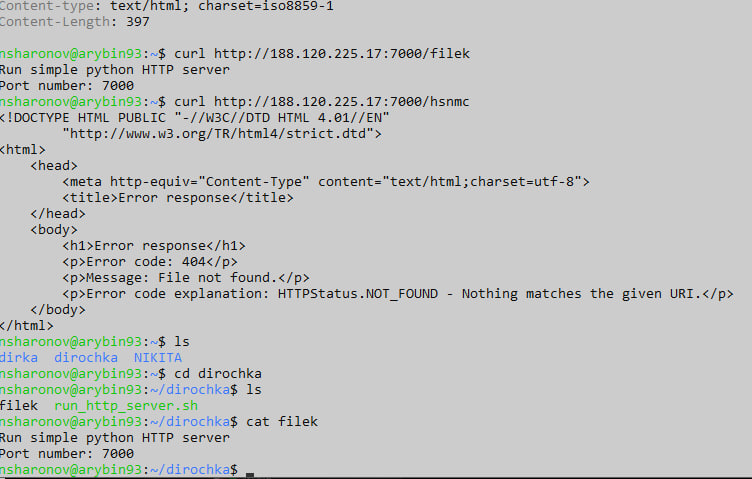 Content-type: text/html; charset=iso8859-1
Content-Length: 397

nsharonov@arybin93:~$ curl http://188.120.225.17:7000/filek
Run simple python HTTP server
Port number: 7000
nsharonov@arybin93:~$ curl http://188.120.225.17:7000/hsnmc
<!DOCTYPE HTML PUBLIC "-//W3C//DTD HTML 4.01//EN"
        "http://www.w3.org/TR/html4/strict.dtd">
<html>
    <head>
        <meta http-equiv="Content-Type" content="text/html;charset=utf-8">
        <title>Error response</title>
    </head>
    <body>
        <h1>Error response</h1>
        <p>Error code: 404</p>
        <p>Message: File not found.</p>
        <p>Error code explanation: HTTPStatus.NOT_FOUND - Nothing matches the given URI.</p>
    </body>
</html>
nsharonov@arybin93:~$ ls
dirka  dirochka  NIKITA
nsharonov@arybin93:~$ cd dirochka
nsharonov@arybin93:~/dirochka$ ls
filek  run_http_server.sh
nsharonov@arybin93:~/dirochka$ cat filek
Run simple python HTTP server
Port number: 7000
nsharonov@arybin93:~/dirochka$